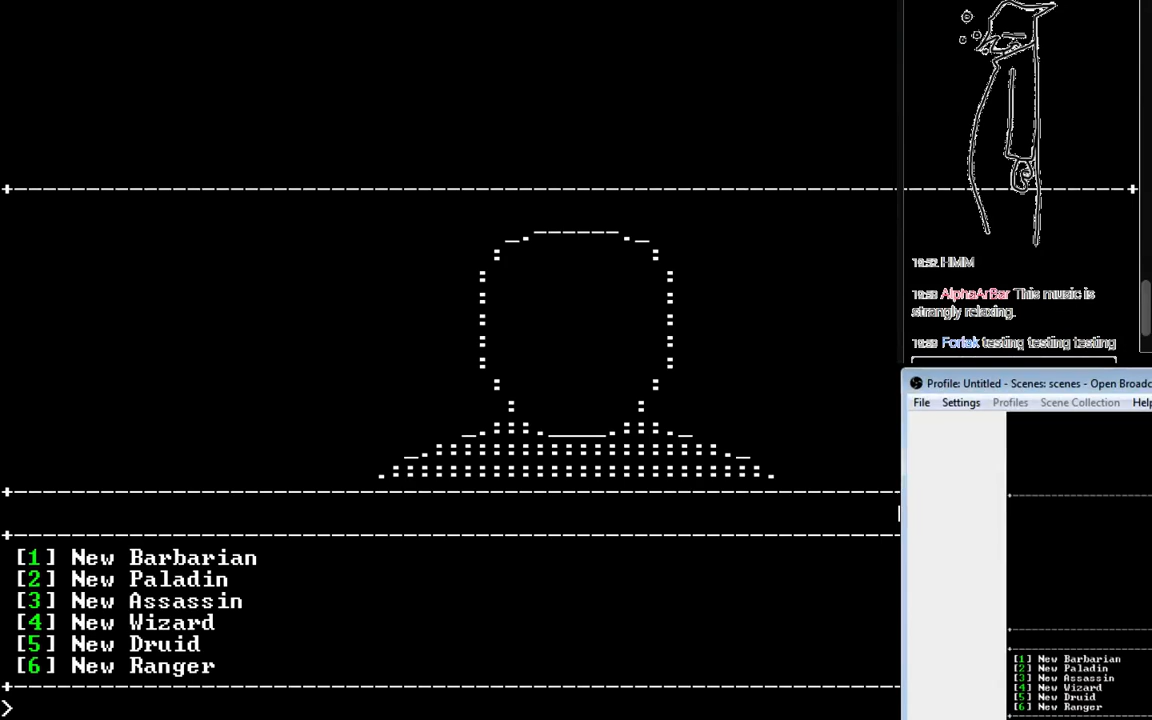 HMM
AlphaArBar This music is
strangly relaxing.
Forisk testing testing testing
Profile: Untitled - Scenes: scenes - Open Broadc
File Settings Profiles Scene Collection Help
[1] New Barbarian
[2] New Paladin
[3] New Assassin
[4] New Wizard
[5] New Druid
[6] New Ranger
>
[1] New Barbarian
[2] New Paladin
[3] New Assassin
[4] New Wizard
[5] New Druid
[6] New Ranger